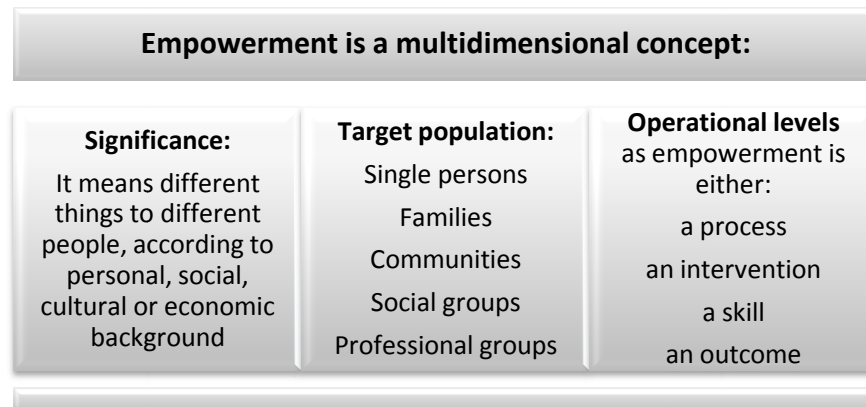 Empowerment is a multidimensional concept:
Significance:
It means different
things to different
people, according to
personal, social,
cultural or economic
background
Target population:
Single persons
Families
Communities
Social groups
Professional groups
Operational levels
as empowerment is
either:
a process
an intervention
a skill
an outcome